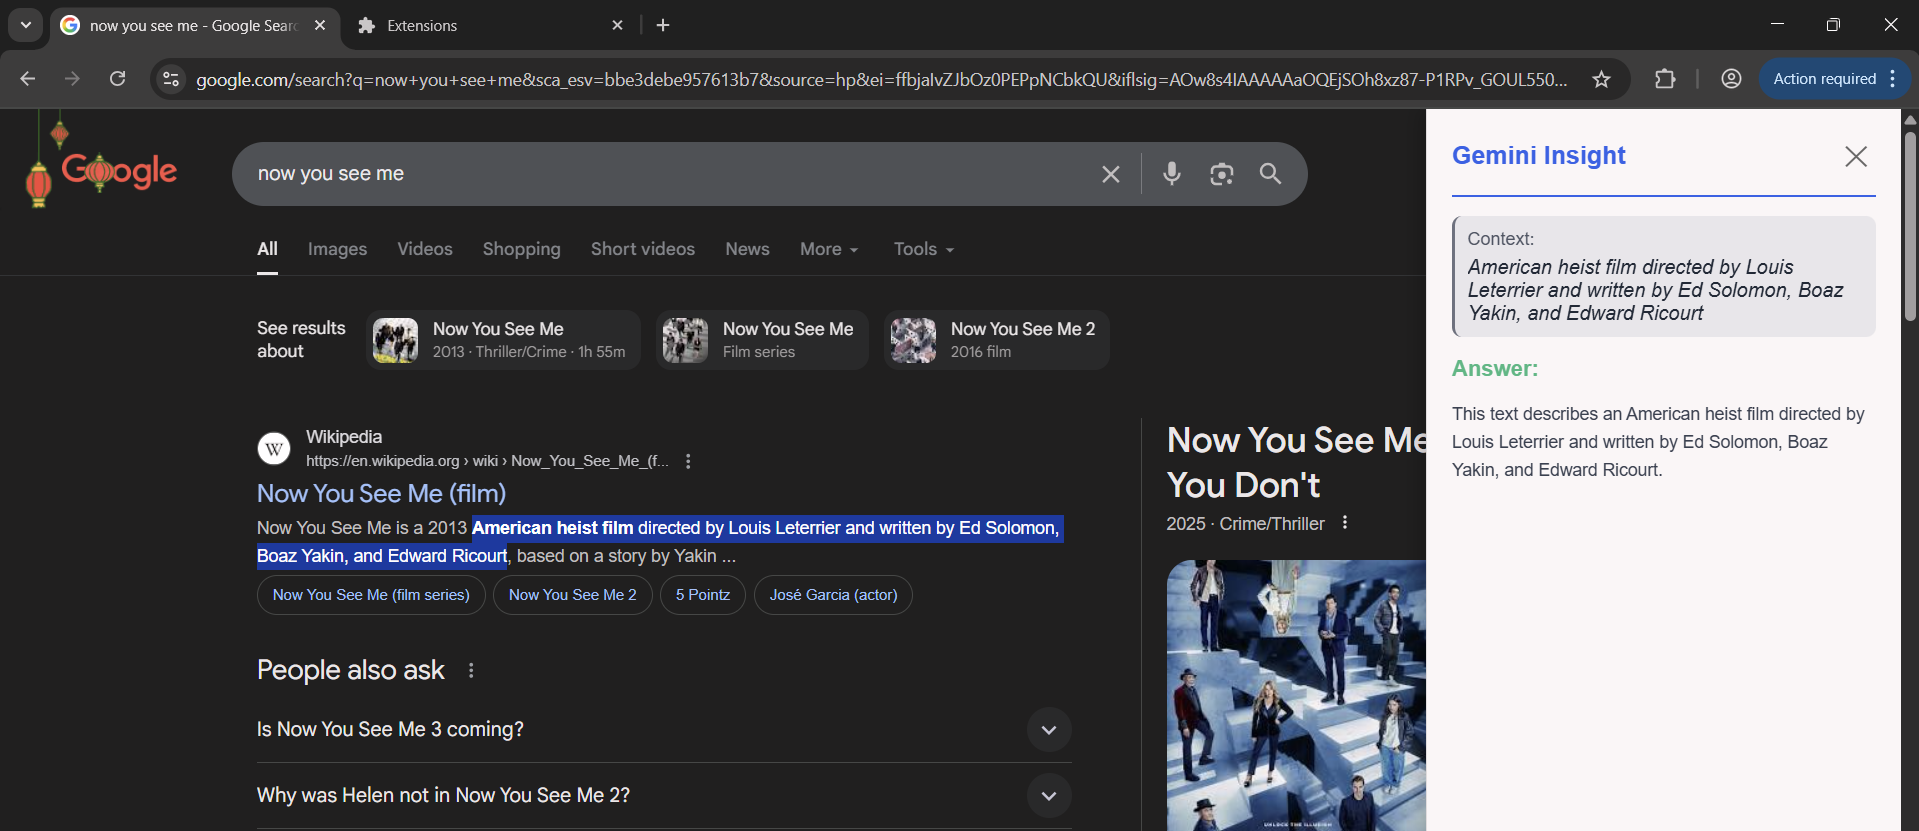 now you see me - Google Searc
Extensions
google.com/search?q=now+you+see+me&sca_esv=bbe3debe957613b7&source=hp&ei=ffbjaIvZJbOz0PEPpNCbkQU&iflsig=AOw8s4IAAAAAaOQEjSOh8xz87-P1RPv_GOUL550...
Action required
Google
now you see me
All Images Videos Shopping Short videos News More Tools
See results about
Now You See Me
2013 · Thriller/Crime · 1h 55m
Now You See Me
Film series
Now You See Me 2
2016 film
W
Wikipedia
https://en.wikipedia.org › wiki › Now_You_See_Me_(f...
Now You See Me (film)
Now You See Me is a 2013 American heist film directed by Louis Leterrier and written by Ed Solomon,
Boaz Yakin, and Edward Ricourt, based on a story by Yakin ...
Now You See Me (film series)
Now You See Me 2
5 Pointz
José Garcia (actor)
People also ask
Is Now You See Me 3 coming?
Why was Helen not in Now You See Me 2?
Now You See Me
You Don't
2025 · Crime/Thriller
UNLOCK THE ILLUSION
Gemini Insight
Context:
American heist film directed by Louis
Leterrier and written by Ed Solomon, Boaz
Yakin, and Edward Ricourt
Answer:
This text describes an American heist film directed by
Louis Leterrier and written by Ed Solomon, Boaz
Yakin, and Edward Ricourt.